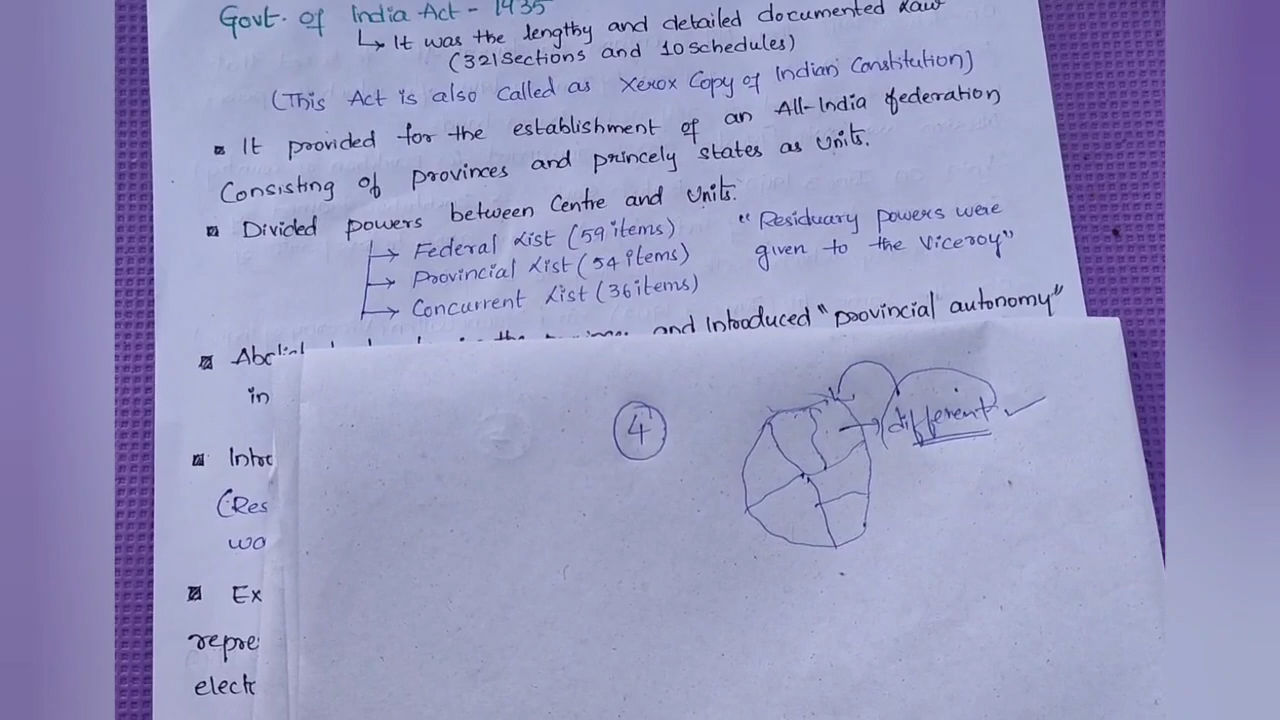 Govt. of India Act - 1935
↳ It was the lengthy and detailed documented Law
(321 Sections and 10 schedules)
(This Act is also called as Xerox Copy of Indian Constitution)
It provided for the establishment of an All-India federation
Consisting of provinces and princely states as Units.
Divided powers between Centre and Units.
→ Federal List (59 items)
→ Provincial List (54 items)
→ Concurrent List (36 items)
"Residuary powers were
given to the Viceroy"
and Introduced "provincial autonomy"
in
4
different
(Res
wo
Ex
repre